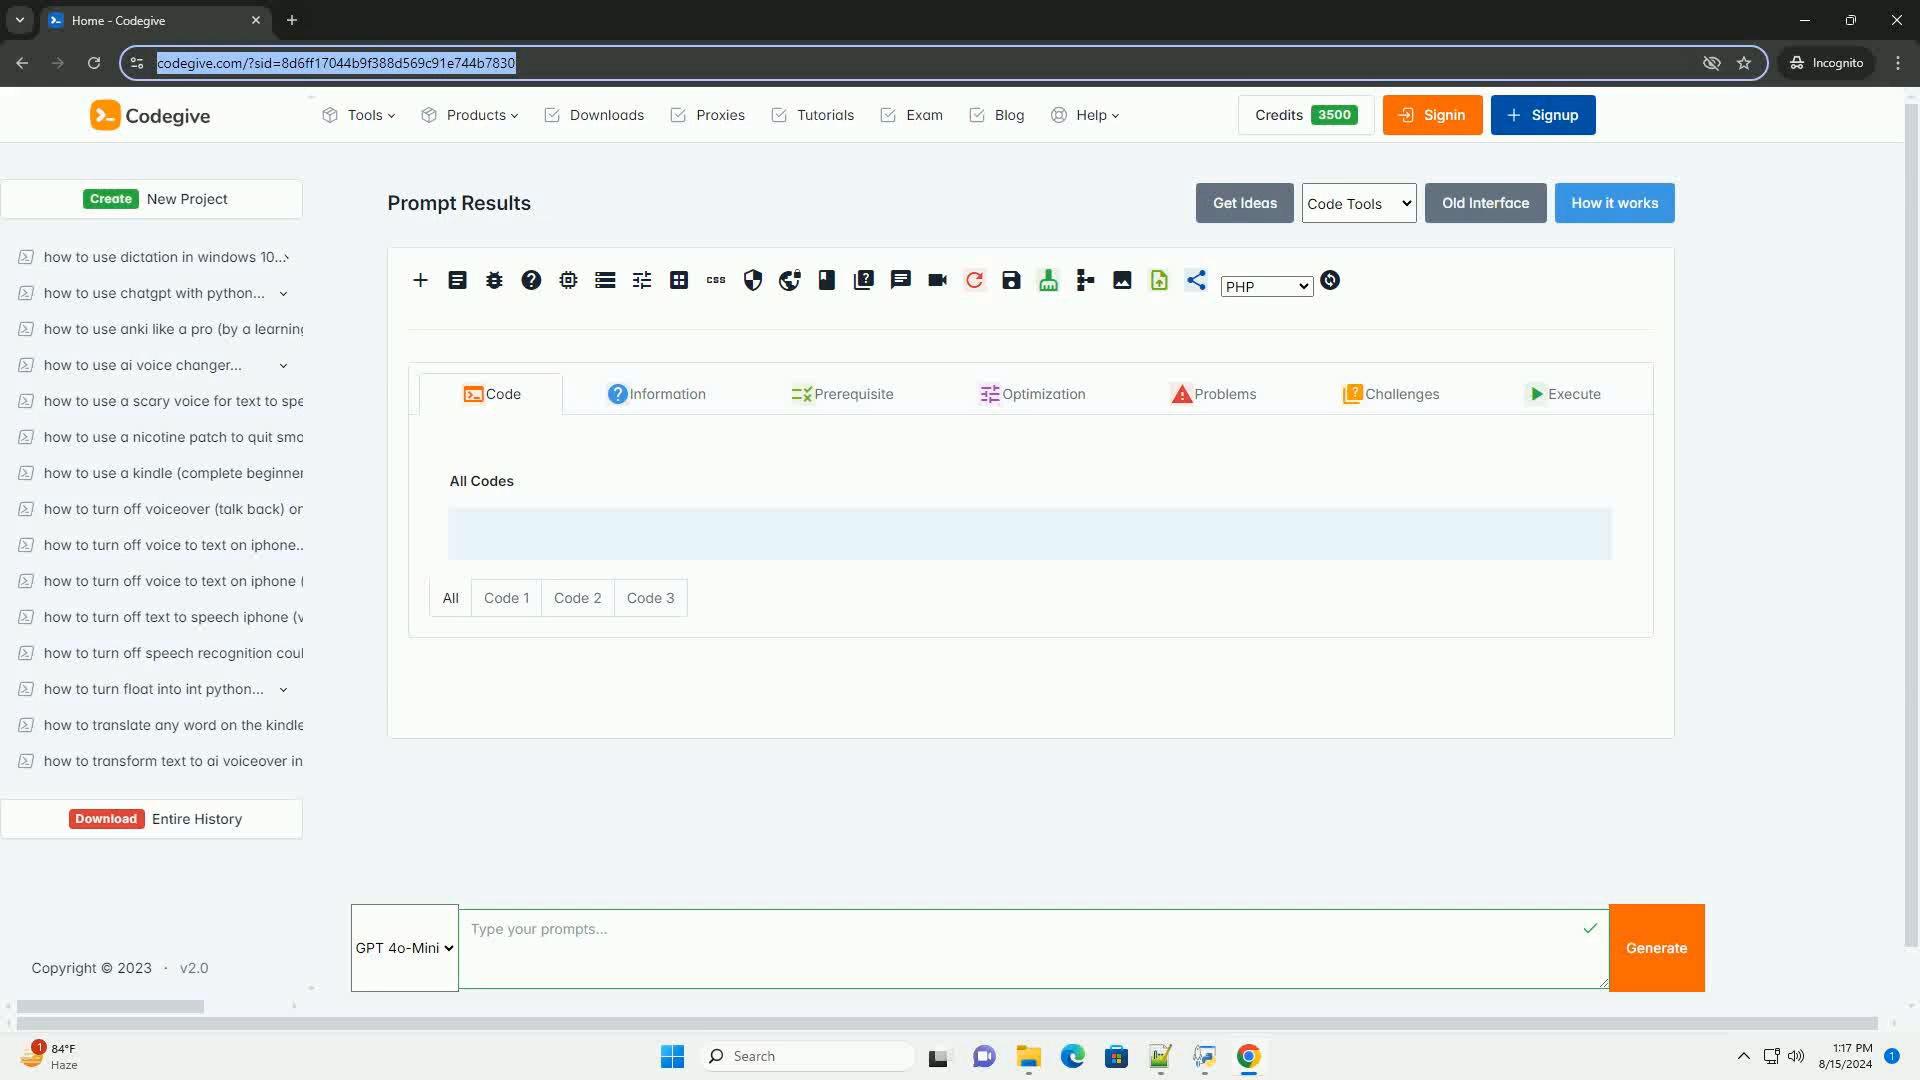 Home - Codegive
codegive.com/?sid=8d6ff17044b9f388d569c91e744b7830
Incognito
Codegive
Tools
Products
Downloads
Proxies
Tutorials
Exam
Blog
Help
Credits 3500
Signin
Signup
Create New Project
Prompt Results
Get Ideas
Code Tools
Old Interface
How it works
how to use dictation in windows 10...
how to use chatgpt with python...
how to use anki like a pro (by a learning
how to use ai voice changer...
how to use a scary voice for text to spe
how to use a nicotine patch to quit smo
how to use a kindle (complete beginner
how to turn off voiceover (talk back) on
how to turn off voice to text on iphone..
how to turn off voice to text on iphone (
how to turn off text to speech iphone (v
how to turn off speech recognition coul
how to turn float into int python...
how to translate any word on the kindle
how to transform text to ai voiceover in
Download Entire History
css
PHP
Code
Information
Prerequisite
Optimization
Problems
Challenges
Execute
All Codes
All
Code 1
Code 2
Code 3
GPT 4o-Mini
Type your prompts...
Generate
Copyright © 2023 · v2.0
1
84°F
Haze
Search
1:17 PM
8/15/2024
1